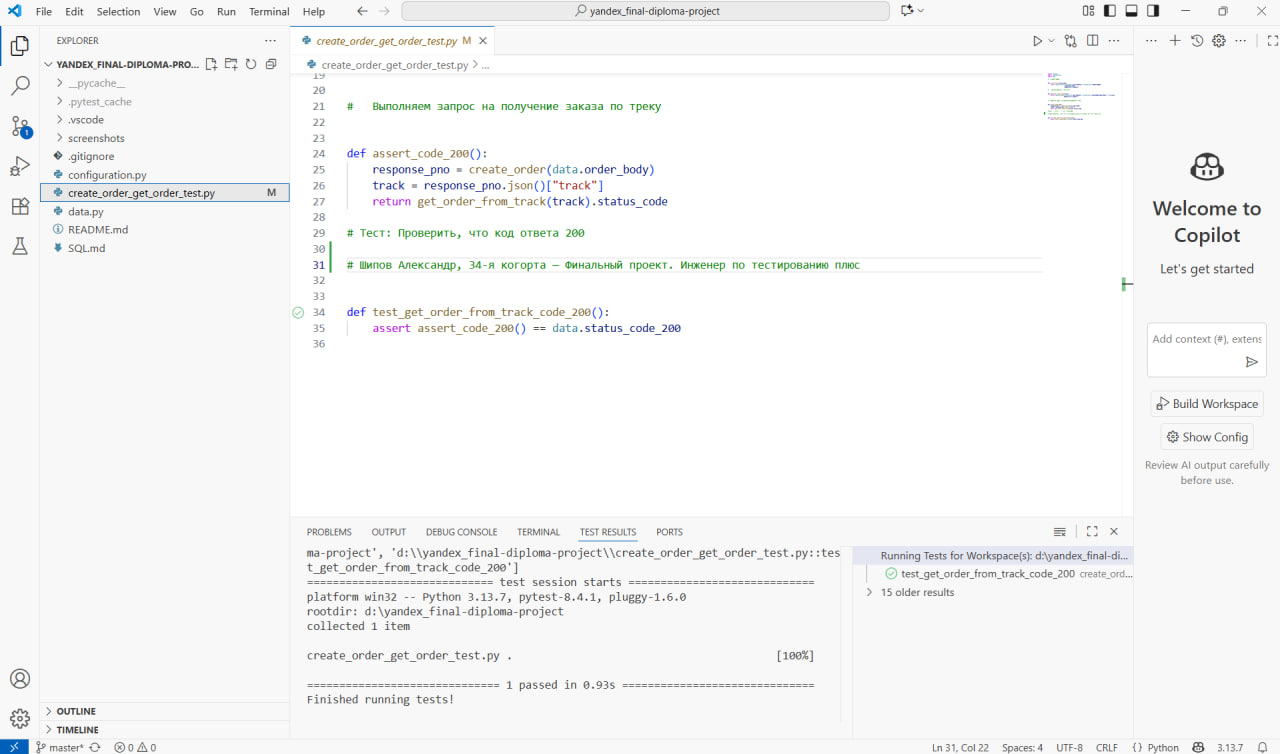 File Edit Selection View Go Run Terminal Help
yandex_final-diploma-project
EXPLORER
YANDEX_FINAL-DIPLOMA-PRO...
__pycache__
.pytest_cache
.vscode
screenshots
.gitignore
configuration.py
create_order_get_order_test.py M
data.py
README.md
SQL.md
OUTLINE
TIMELINE
1
create_order_get_order_test.py M
create_order_get_order_test.py > ...
19
20
21 #   Выполняем запрос на получение заказа по треку
22
23
24 def assert_code_200():
25     response_pno = create_order(data.order_body)
26     track = response_pno.json()["track"]
27     return get_order_from_track(track).status_code
28
29 # Тест: Проверить, что код ответа 200
30
31 # Шипов Александр, 34-я когорта — Финальный проект. Инженер по тестированию плюс
32
33
34 def test_get_order_from_track_code_200():
35     assert assert_code_200() == data.status_code_200
36
PROBLEMS OUTPUT DEBUG CONSOLE TERMINAL TEST RESULTS PORTS
ma-project', 'd:\\yandex_final-diploma-project\\create_order_get_order_test.py::tes
t_get_order_from_track_code_200']
============================= test session starts =============================
platform win32 -- Python 3.13.7, pytest-8.4.1, pluggy-1.6.0
rootdir: d:\yandex_final-diploma-project
collected 1 item
create_order_get_order_test.py . [100%]
============================== 1 passed in 0.93s ==============================
Finished running tests!
Running Tests for Workspace(s): d:\yandex_final-di...
test_get_order_from_track_code_200 create_ord...
15 older results
Welcome to
Copilot
Let's get started
Add context (#), extens
Build Workspace
Show Config
Review AI output carefully
before use.
master* 0 0 Ln 31, Col 22 Spaces: 4 UTF-8 CRLF {} Python 3.13.7